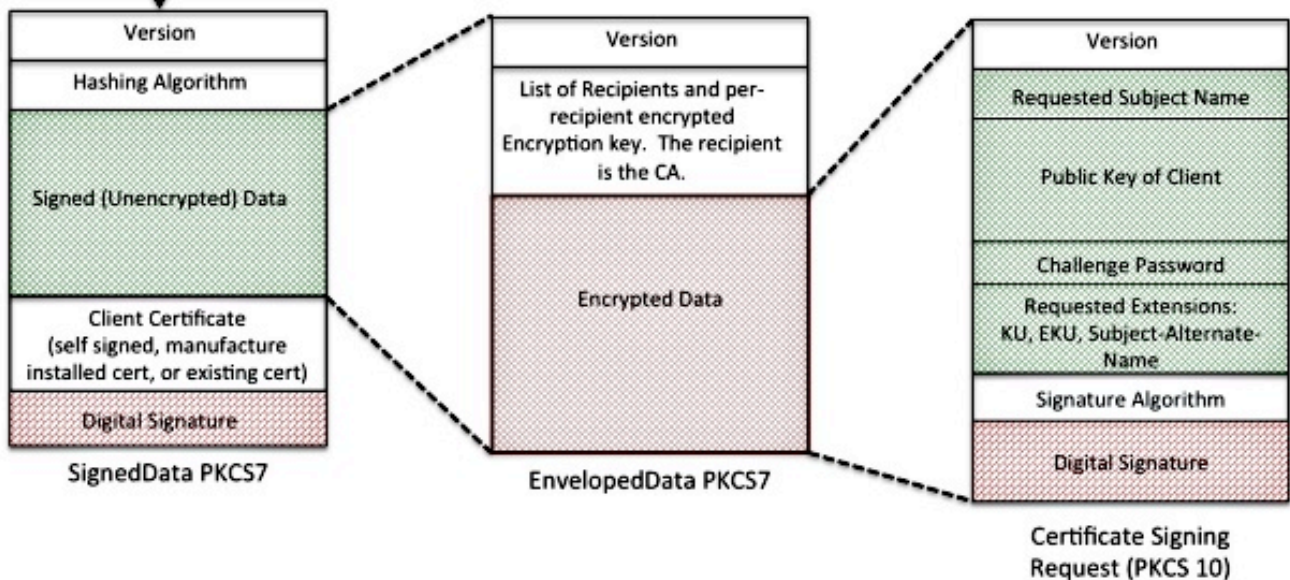 Version
Hashing Algorithm
Signed (Unencrypted) Data
Client Certificate
(self signed, manufacture
installed cert, or existing cert)
Digital Signature
SignedData PKCS7
Version
List of Recipients and per-
recipient encrypted
Encryption key.  The recipient
is the CA.
Encrypted Data
EnvelopedData PKCS7
Version
Requested Subject Name
Public Key of Client
Challenge Password
Requested Extensions:
KU, EKU, Subject-Alternate-
Name
Signature Algorithm
Digital Signature
Certificate Signing
Request (PKCS 10)